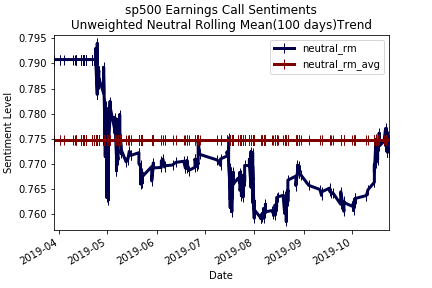 sp500 Earnings Call Sentiments
Unweighted Neutral Rolling Mean(100 days)Trend
neutral_rm
neutral_rm_avg
Sentiment Level
0.795
0.790
0.785
0.780
0.775
0.770
0.765
0.760
2019-04
2019-05
2019-06
2019-07
2019-08
2019-09
2019-10
Date